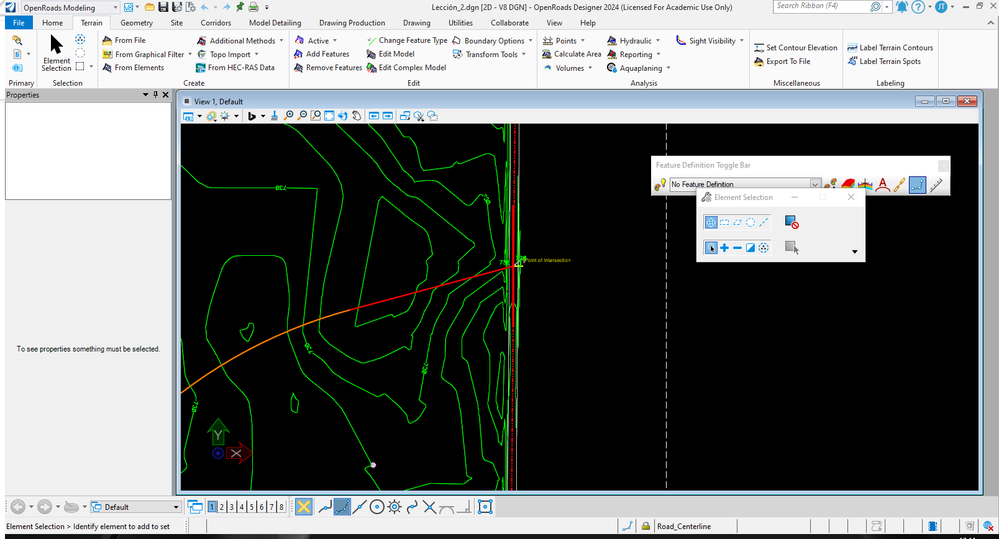 OpenRoads Modeling
Lección_2.dgn [2D - V8 DGN] - OpenRoads Designer 2024 (Licensed For Academic Use Only)
Search Ribbon (F4)
JT
File Home Terrain Geometry Site Corridors Model Detailing Drawing Production Drawing Utilities Collaborate View Help
From File Additional Methods Active Change Feature Type Boundary Options Points Hydraulic Sight Visibility
Set Contour Elevation Label Terrain Contours
From Graphical Filter Topo Import Add Features Edit Model Transform Tools Calculate Area Reporting
Element
Selection
Export To File Label Terrain Spots
From Elements From HEC-RAS Data Remove Features Edit Complex Model Volumes Aquaplaning
Primary Selection Create Edit Analysis Miscellaneous Labeling
Properties
View 1, Default
Feature Definition Toggle Bar
No Feature Definition
Element Selection
730
730
Point of Intersection
730
730
730
To see properties something must be selected.
Y
X
Default
1 2 3 4 5 6 7 8
Element Selection > Identify element to add to set
Road_Centerline